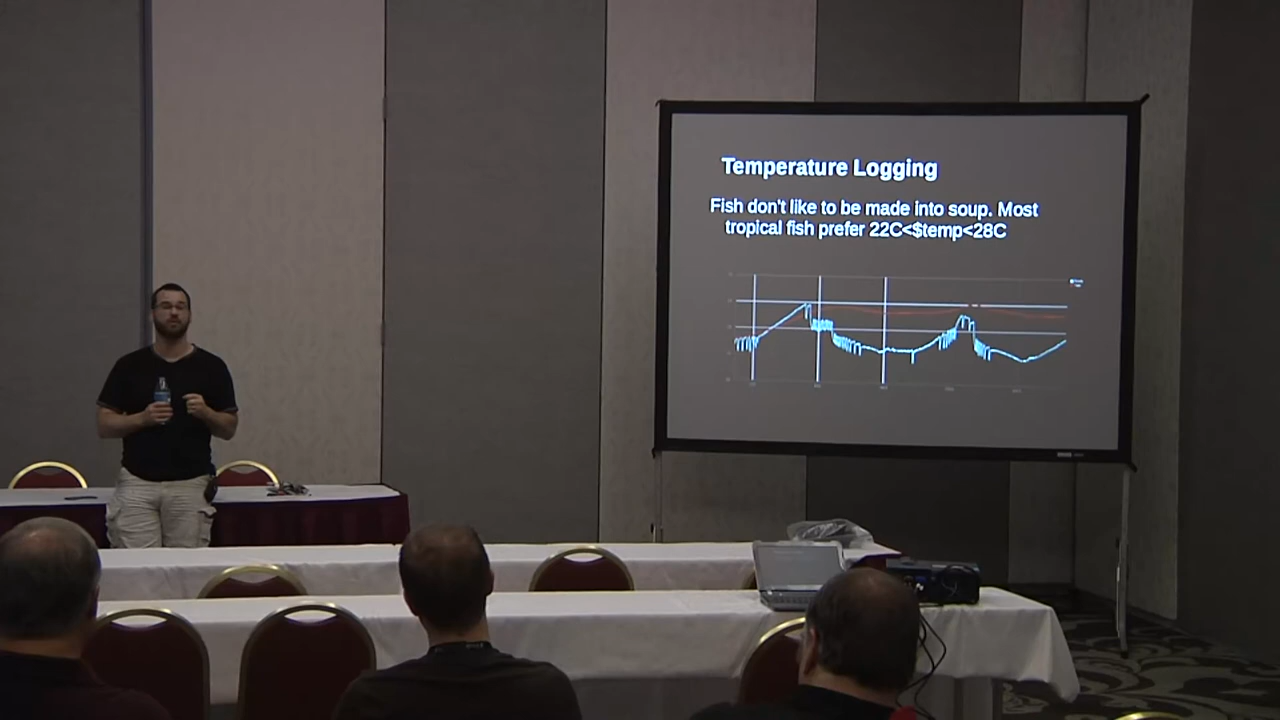 Temperature Logging
Fish don't like to be made into soup. Most
tropical fish prefer 22C<$temp<28C